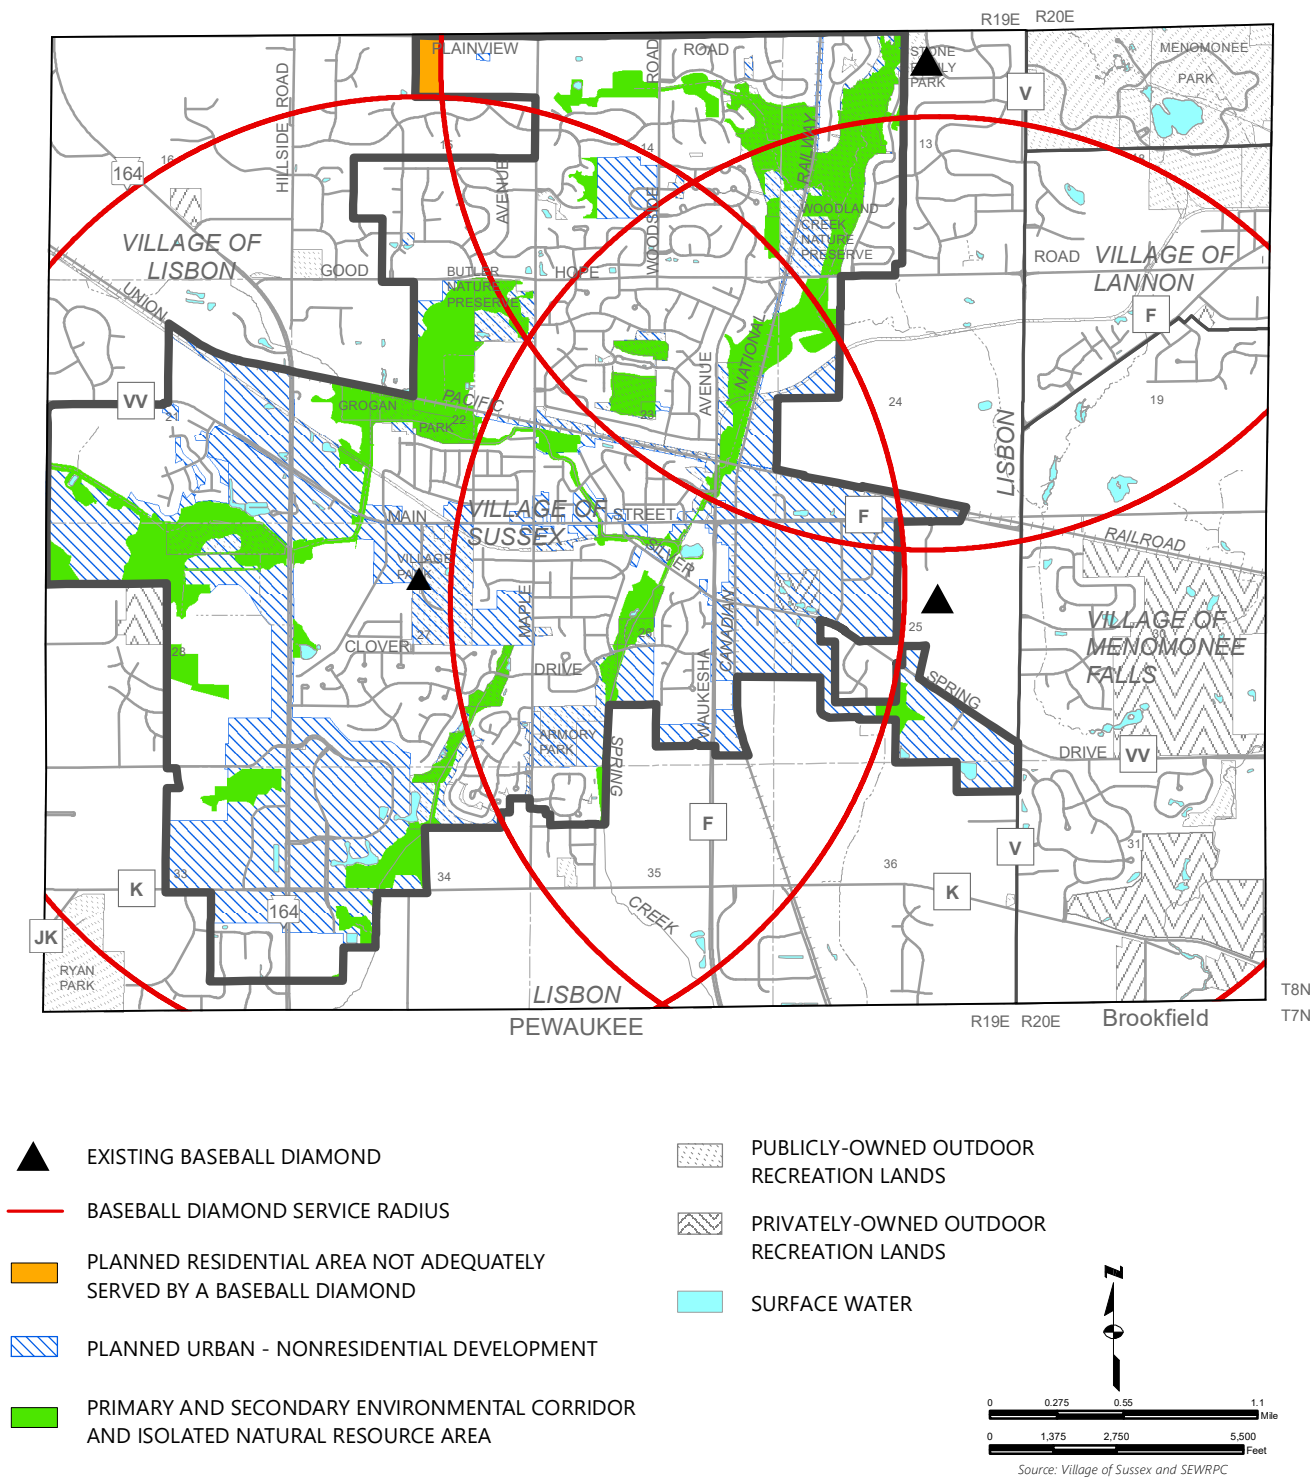 R19E R20E
PLAINVIEW
ROAD
ROAD
STONE
FAMILY
PARK
MENOMONEE
PARK
V
HILLSIDE ROAD
164
16
15
14
13
18
RAILWAY
AVENUE
WOODSIDE
WOODLAND
CREEK
NATURE
PRESERVE
VILLAGE OF
LISBON
GOOD
BUTLER
NATURE
PRESERVE
HOPE
ROAD
VILLAGE OF
LANNON
UNION
F
NATIONAL
AVENUE
VV
21
GROGAN
PARK
22
PACIFIC
23
24
19
LISBON
MAIN
VILLAGE OF
SUSSEX
STREET
F
RAILROAD
VILLAGE
PARK
SILVER
MAPLE
CANADIAN
25
VILLAGE OF
MENOMONEE
FALLS
30
28
27
26
CLOVER
DRIVE
WAUKESHA
SPRING
ARMORY
PARK
SPRING
DRIVE
VV
F
V
31
33
34
35
36
K
K
164
CREEK
JK
RYAN
PARK
LISBON
PEWAUKEE
R19E R20E
Brookfield
T8N
T7N
EXISTING BASEBALL DIAMOND
BASEBALL DIAMOND SERVICE RADIUS
PLANNED RESIDENTIAL AREA NOT ADEQUATELY
SERVED BY A BASEBALL DIAMOND
PLANNED URBAN - NONRESIDENTIAL DEVELOPMENT
PRIMARY AND SECONDARY ENVIRONMENTAL CORRIDOR
AND ISOLATED NATURAL RESOURCE AREA
PUBLICLY-OWNED OUTDOOR
RECREATION LANDS
PRIVATELY-OWNED OUTDOOR
RECREATION LANDS
SURFACE WATER
N
0 0.275 0.55 1.1
Mile
0 1,375 2,750 5,500
Feet
Source: Village of Sussex and SEWRPC